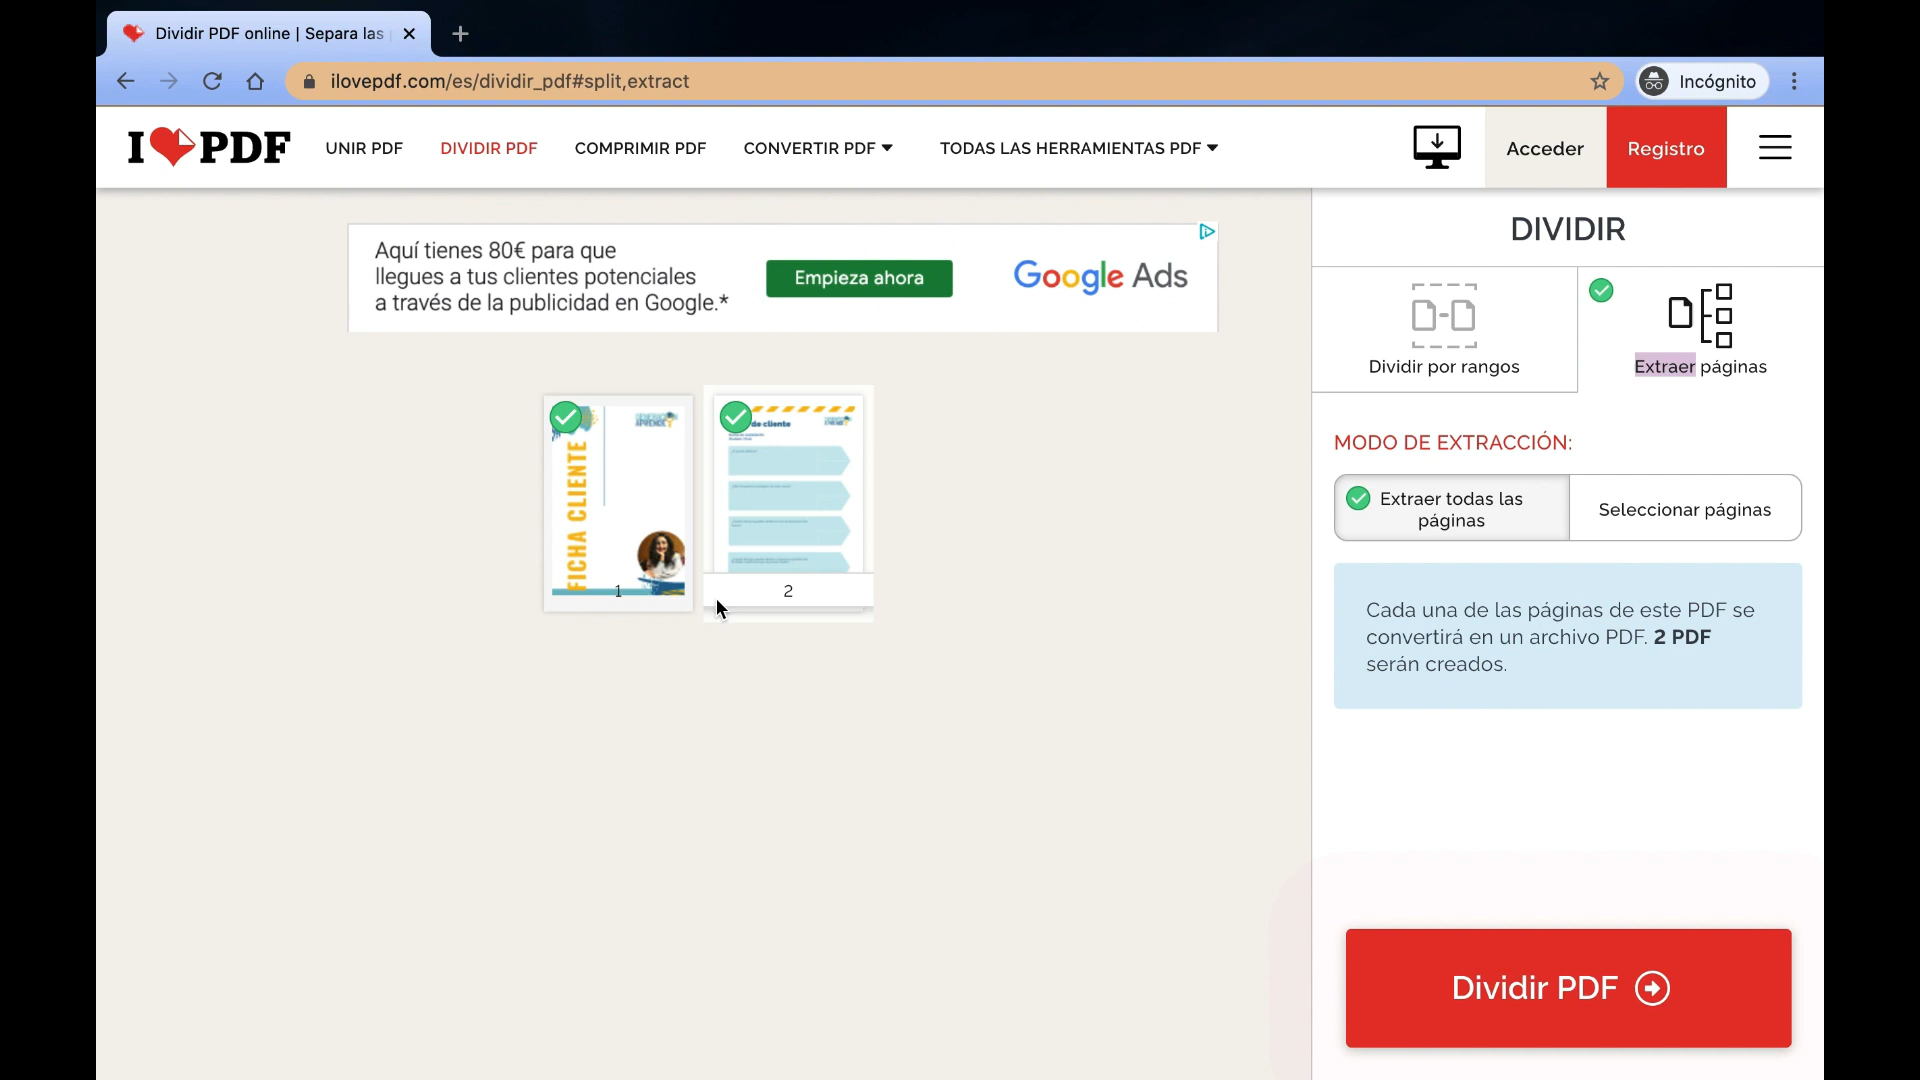 Dividir PDF online | Separa las
ilovepdf.com/es/dividir_pdf#split,extract
Incógnito
I PDF
UNIR PDF
DIVIDIR PDF
COMPRIMIR PDF
CONVERTIR PDF
TODAS LAS HERRAMIENTAS PDF
Acceder
Registro
Aquí tienes 80€ para que
llegues a tus clientes potenciales
a través de la publicidad en Google.*
Empieza ahora
Google Ads
FICHA CLIENTE
APRENDE
1
de cliente
2
DIVIDIR
Dividir por rangos
Extraer páginas
MODO DE EXTRACCIÓN:
Extraer todas las
páginas
Seleccionar páginas
Cada una de las páginas de este PDF se
convertirá en un archivo PDF. 2 PDF
serán creados.
Dividir PDF